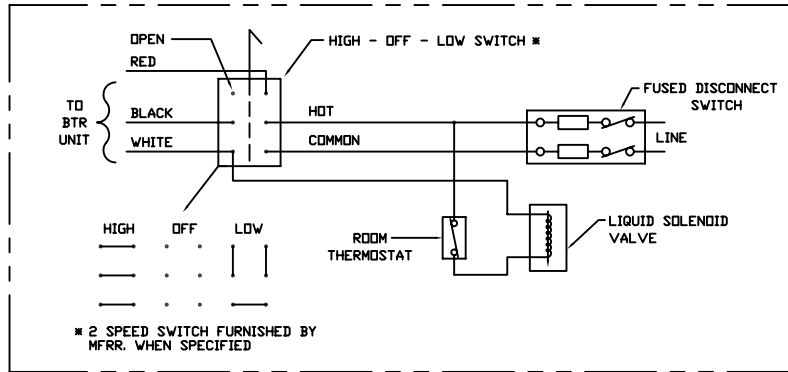 OPEN
HIGH - OFF - LOW SWITCH *
RED
FUSED DISCONNECT
SWITCH
TO
BTR
UNIT
BLACK
HOT
WHITE
COMMON
LINE
HIGH OFF LOW
ROOM
THERMOSTAT
LIQUID SOLENOID
VALVE
* 2 SPEED SWITCH FURNISHED BY
MFRR. WHEN SPECIFIED